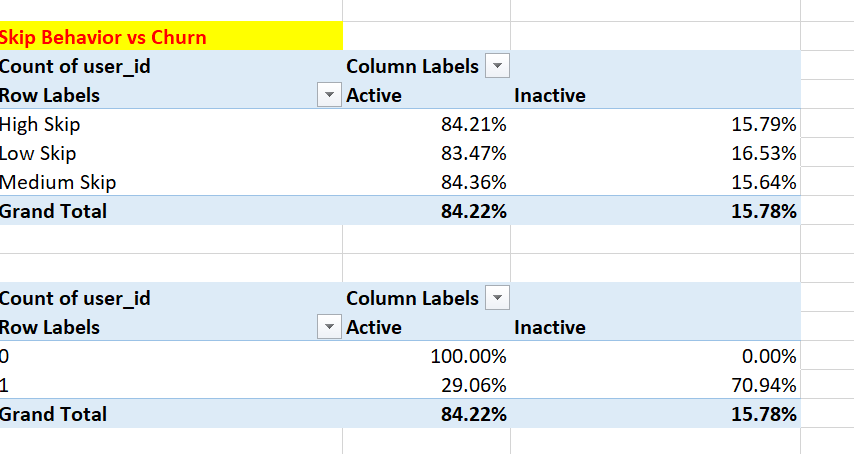 Skip Behavior vs Churn
Count of user_id Column Labels
Row Labels Active Inactive
High Skip 84.21% 15.79%
Low Skip 83.47% 16.53%
Medium Skip 84.36% 15.64%
Grand Total 84.22% 15.78%
Count of user_id Column Labels
Row Labels Active Inactive
0 100.00% 0.00%
1 29.06% 70.94%
Grand Total 84.22% 15.78%